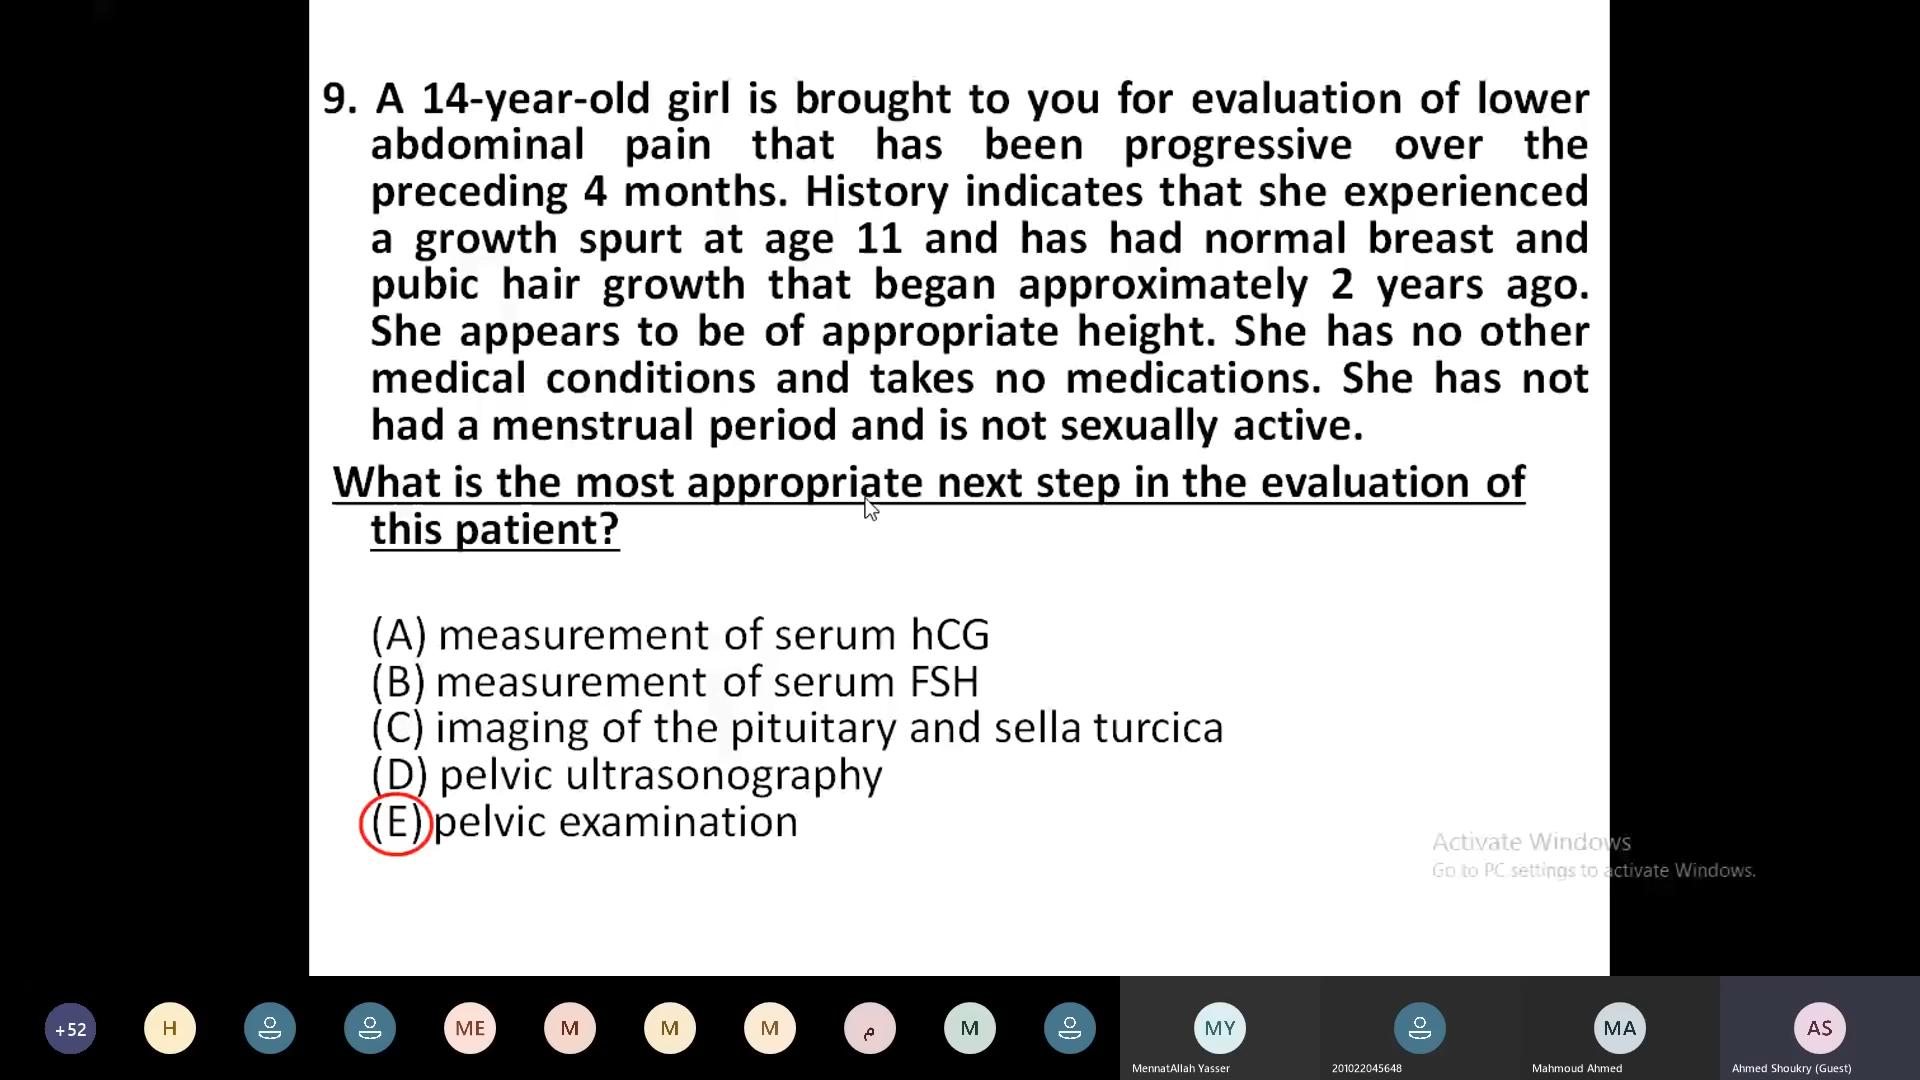 9. A 14-year-old girl is brought to you for evaluation of lower
abdominal pain that has been progressive over the
preceding 4 months. History indicates that she experienced
a growth spurt at age 11 and has had normal breast and
pubic hair growth that began approximately 2 years ago.
She appears to be of appropriate height. She has no other
medical conditions and takes no medications. She has not
had a menstrual period and is not sexually active.
What is the most appropriate next step in the evaluation of
this patient?
(A) measurement of serum hCG
(B) measurement of serum FSH
(C) imaging of the pituitary and sella turcica
(D) pelvic ultrasonography
(E) pelvic examination
Activate Windows
Go to PC settings to activate Windows.
+52 H ME M M M م M MY MA AS
MennatAllah Yasser 201022045648 Mahmoud Ahmed Ahmed Shoukry (Guest)